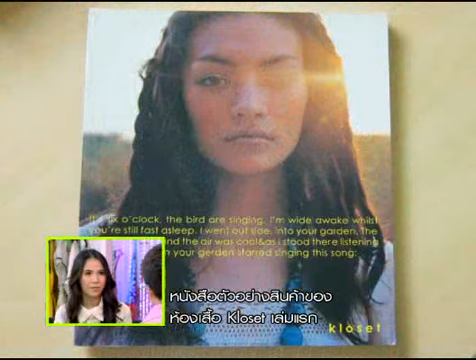 It's six o'clock, the bird are singing. I'm wide awake whilst
you're still fast asleep. I went out side, into your garden. The
and the air was cool&as i stood there listening
n your gerden starred singing this song:
หนังสือตัวอย่างสินค้าของ
ห้องเสื้อ Kloset เล่มแรก
kloset